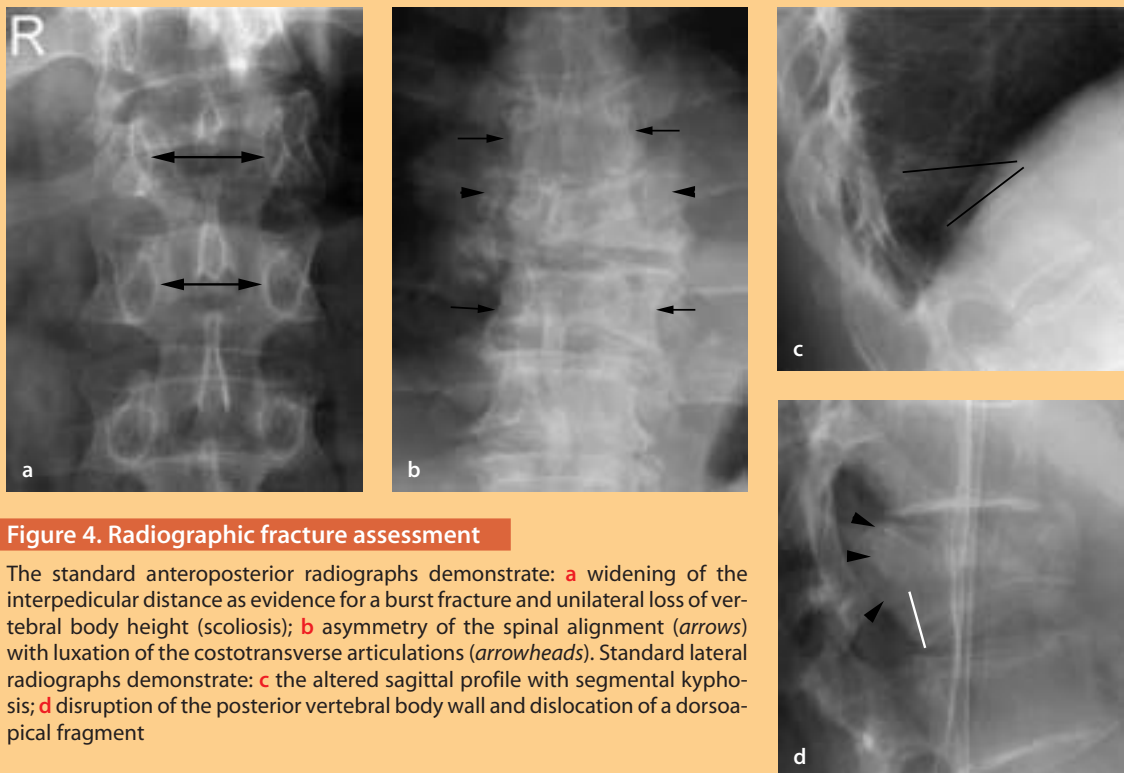 R
a
b
c
d
Figure 4. Radiographic fracture assessment
The standard anteroposterior radiographs demonstrate: a widening of the
interpedicular distance as evidence for a burst fracture and unilateral loss of ver-
tebral body height (scoliosis); b asymmetry of the spinal alignment (arrows)
with luxation of the costotransverse articulations (arrowheads). Standard lateral
radiographs demonstrate: c the altered sagittal profile with segmental kypho-
sis; d disruption of the posterior vertebral body wall and dislocation of a dorsoa-
pical fragment